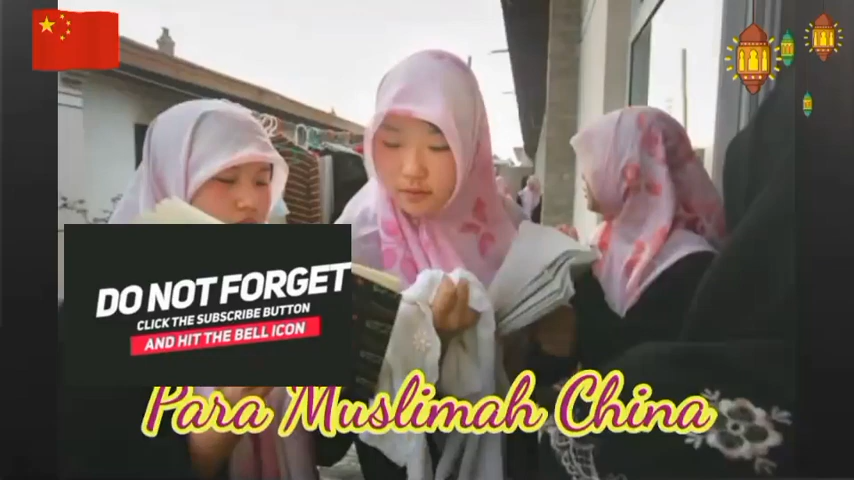 DO NOT FORGET
CLICK THE SUBSCRIBE BUTTON
AND HIT THE BELL ICON
Para Muslimah China